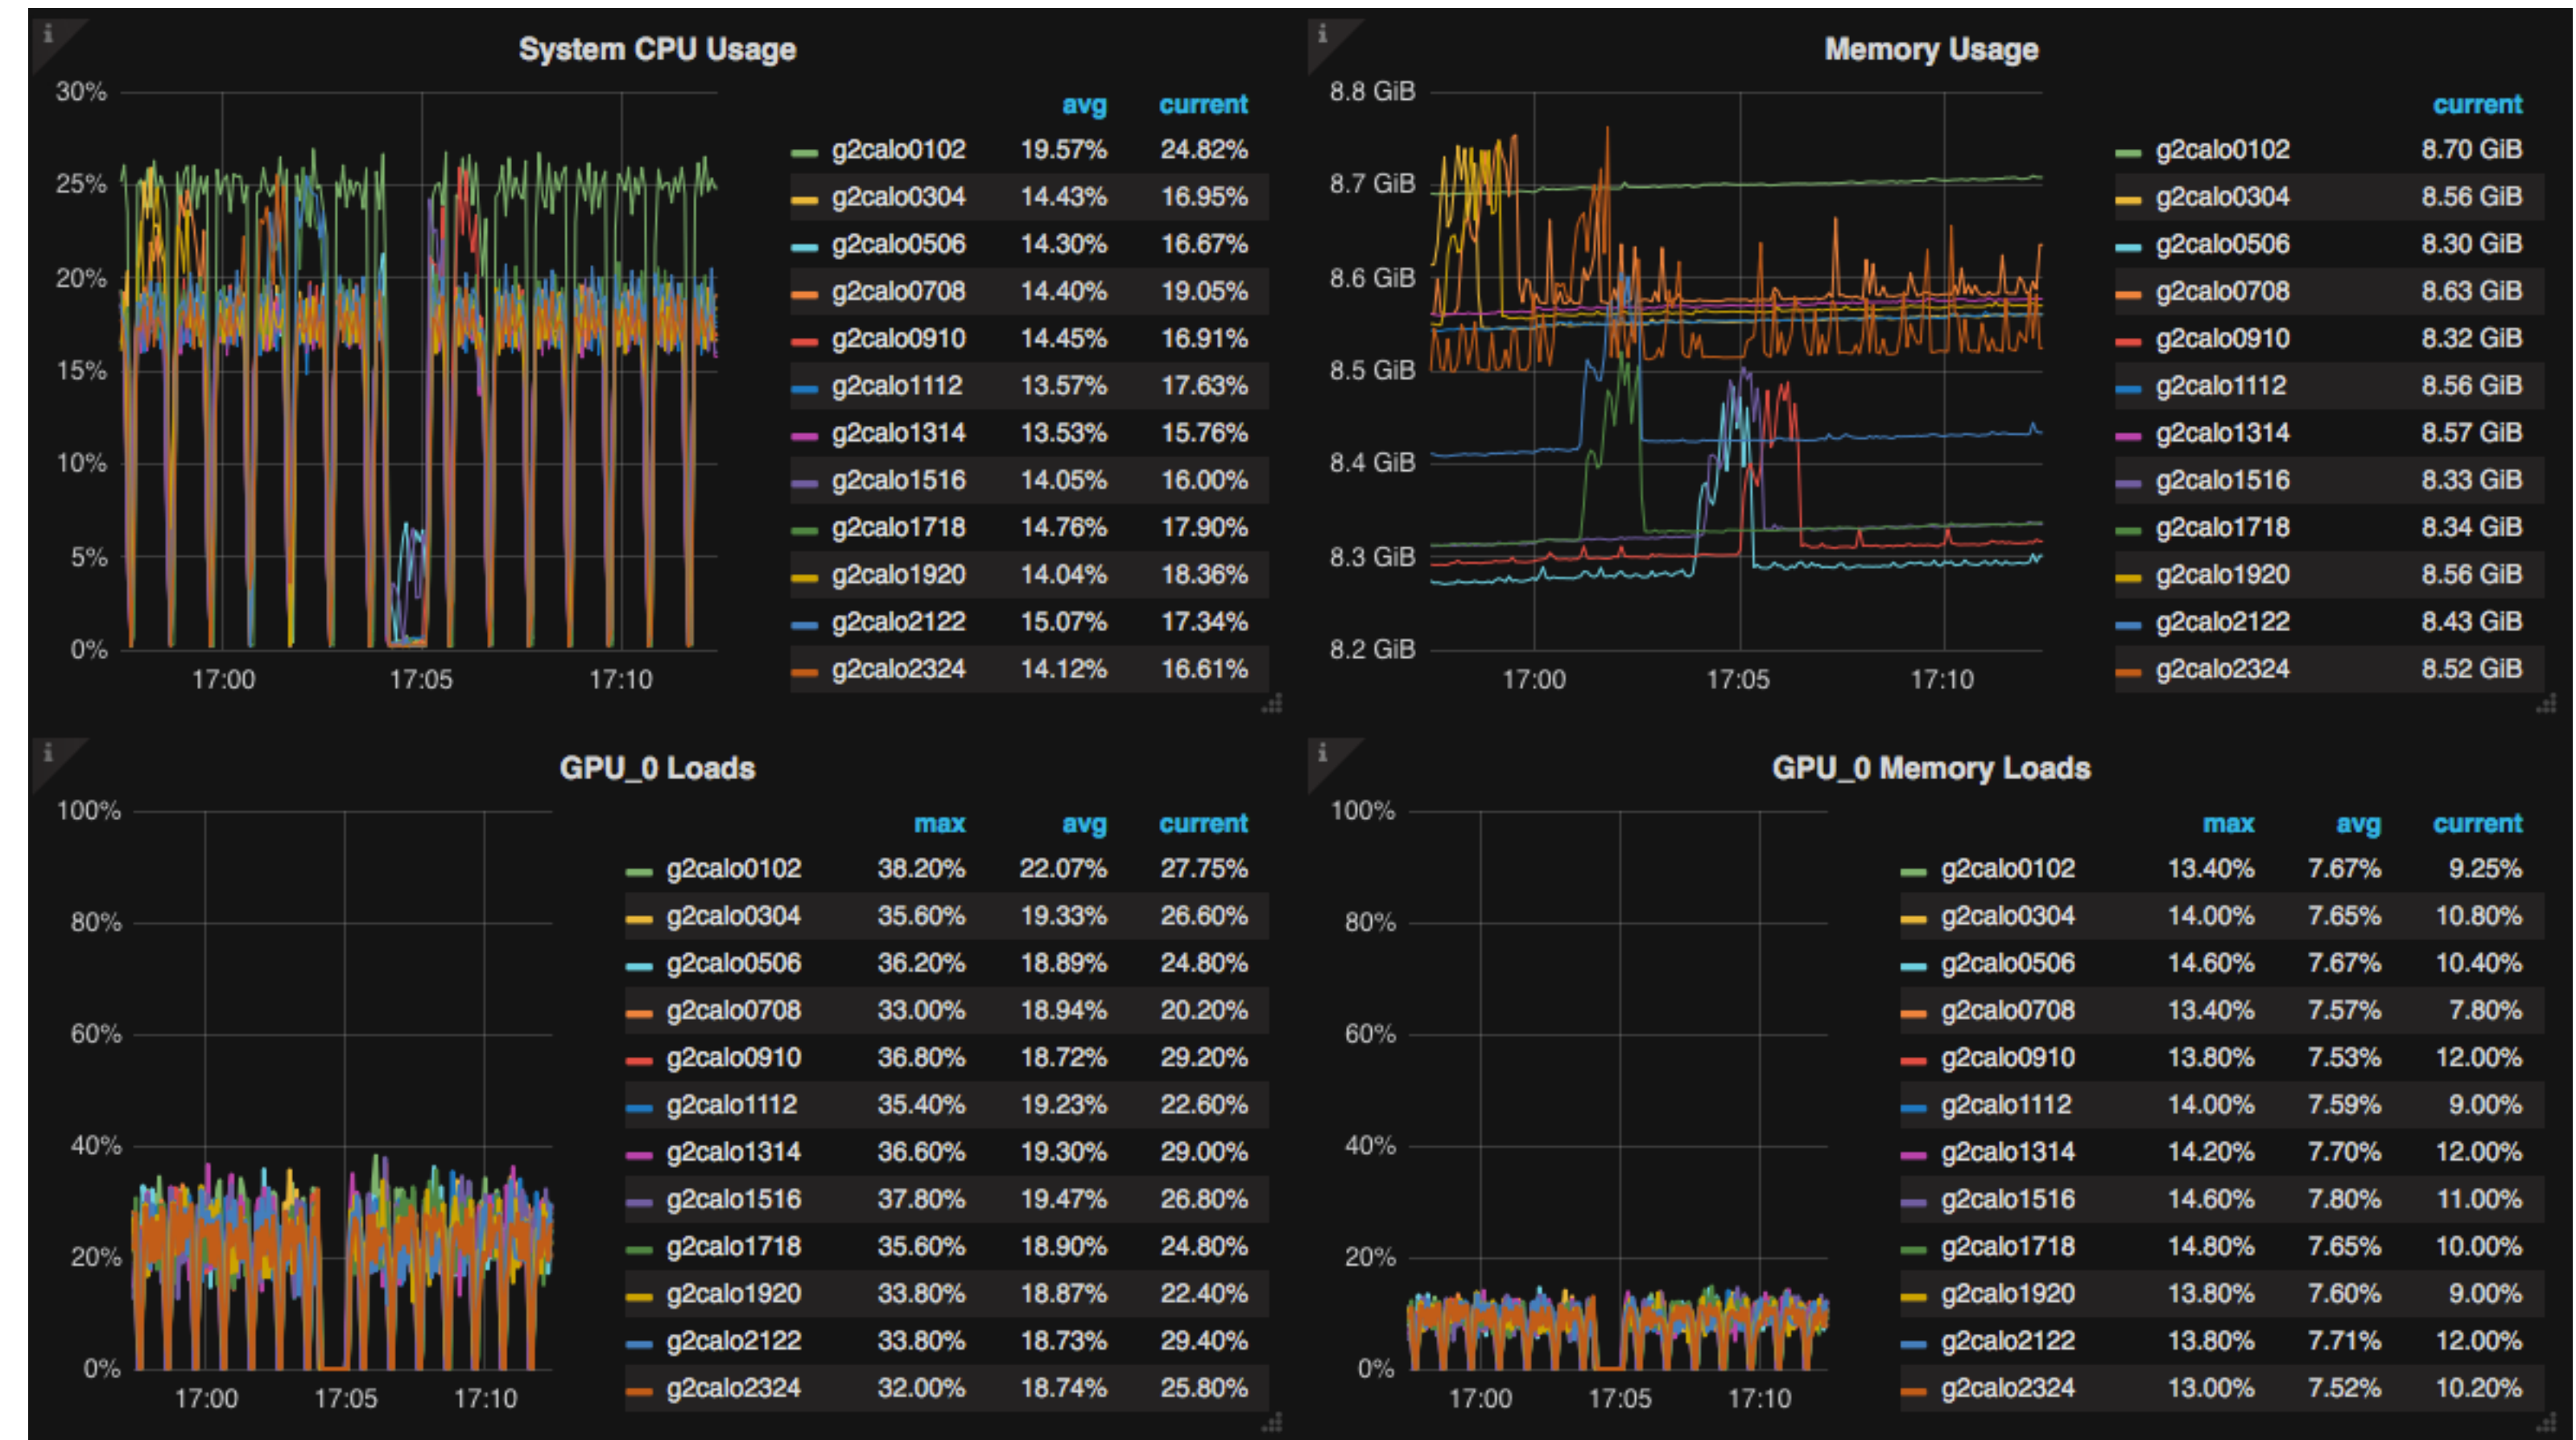 System CPU Usage
30%
25%
20%
15%
10%
5%
0%
17:00 17:05 17:10
avg current
g2calo0102 19.57% 24.82%
g2calo0304 14.43% 16.95%
g2calo0506 14.30% 16.67%
g2calo0708 14.40% 19.05%
g2calo0910 14.45% 16.91%
g2calo1112 13.57% 17.63%
g2calo1314 13.53% 15.76%
g2calo1516 14.05% 16.00%
g2calo1718 14.76% 17.90%
g2calo1920 14.04% 18.36%
g2calo2122 15.07% 17.34%
g2calo2324 14.12% 16.61%
Memory Usage
8.8 GiB
8.7 GiB
8.6 GiB
8.5 GiB
8.4 GiB
8.3 GiB
8.2 GiB
17:00 17:05 17:10
current
g2calo0102 8.70 GiB
g2calo0304 8.56 GiB
g2calo0506 8.30 GiB
g2calo0708 8.63 GiB
g2calo0910 8.32 GiB
g2calo1112 8.56 GiB
g2calo1314 8.57 GiB
g2calo1516 8.33 GiB
g2calo1718 8.34 GiB
g2calo1920 8.56 GiB
g2calo2122 8.43 GiB
g2calo2324 8.52 GiB
GPU_0 Loads
100%
80%
60%
40%
20%
0%
17:00 17:05 17:10
max avg current
g2calo0102 38.20% 22.07% 27.75%
g2calo0304 35.60% 19.33% 26.60%
g2calo0506 36.20% 18.89% 24.80%
g2calo0708 33.00% 18.94% 20.20%
g2calo0910 36.80% 18.72% 29.20%
g2calo1112 35.40% 19.23% 22.60%
g2calo1314 36.60% 19.30% 29.00%
g2calo1516 37.80% 19.47% 26.80%
g2calo1718 35.60% 18.90% 24.80%
g2calo1920 33.80% 18.87% 22.40%
g2calo2122 33.80% 18.73% 29.40%
g2calo2324 32.00% 18.74% 25.80%
GPU_0 Memory Loads
100%
80%
60%
40%
20%
0%
17:00 17:05 17:10
max avg current
g2calo0102 13.40% 7.67% 9.25%
g2calo0304 14.00% 7.65% 10.80%
g2calo0506 14.60% 7.67% 10.40%
g2calo0708 13.40% 7.57% 7.80%
g2calo0910 13.80% 7.53% 12.00%
g2calo1112 14.00% 7.59% 9.00%
g2calo1314 14.20% 7.70% 12.00%
g2calo1516 14.60% 7.80% 11.00%
g2calo1718 14.80% 7.65% 10.00%
g2calo1920 13.80% 7.60% 9.00%
g2calo2122 13.80% 7.71% 12.00%
g2calo2324 13.00% 7.52% 10.20%